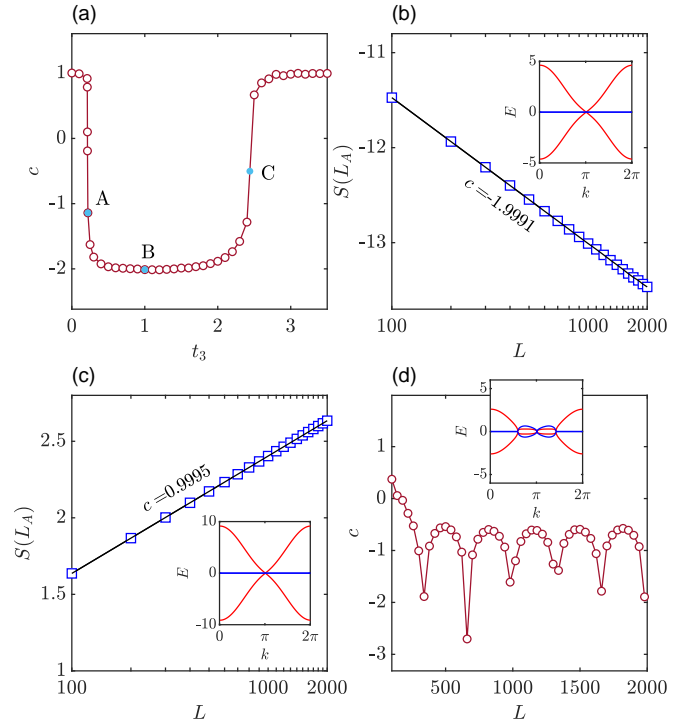 (a)
1
0
-1
-2
c
A
B
C
0
1
2
3
t₃
(b)
-11
-12
-13
S(L_A)
c = -1.9991
100
1000
2000
L
5
0
-5
E
0
π
2π
k
(c)
2.5
2
1.5
1
S(L_A)
c = 0.9995
100
1000
2000
L
10
0
-10
E
0
π
2π
k
(d)
1
0
-1
-2
-3
c
500
1000
1500
2000
L
5
0
-5
E
0
π
2π
k